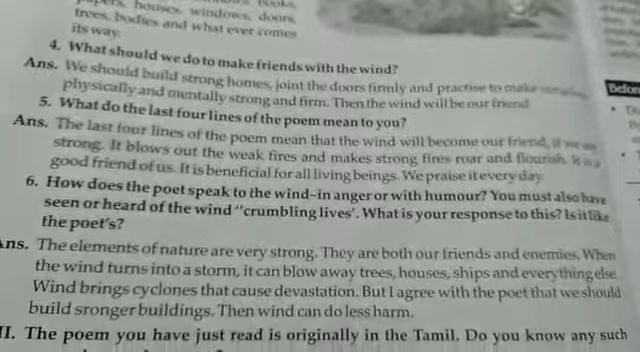 papers, houses, windows, doors,
trees, bodies and what ever comes
its way.
4. What should we do to make friends with the wind?
Ans. We should build strong homes, joint the doors firmly and practise to make
physically and mentally strong and firm. Then the wind will be our friend
5. What do the last four lines of the poem mean to you?
Ans. The last four lines of the poem mean that the wind will become our friend, if we are
strong. It blows out the weak fires and makes strong fires roar and flourish. It is a
good friend of us. It is beneficial for all living beings. We praise it every day.
6. How does the poet speak to the wind–in anger or with humour? You must also have
seen or heard of the wind "crumbling lives'. What is your response to this? Is it like
the poet's?
Ans. The elements of nature are very strong. They are both our friends and enemies. When
the wind turns into a storm, it can blow away trees, houses, ships and everything else
Wind brings cyclones that cause devastation. But I agree with the poet that we should
build sronger buildings. Then wind can do less harm.
II. The poem you have just read is originally in the Tamil. Do you know any such
Befor